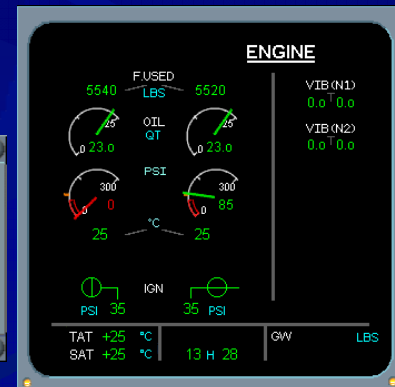 ENGINE
F.USED
5540 LBS 5520
VIB (N1)
0.0 0.0
OIL
QT
25 25
0 23.0 0 23.0
VIB (N2)
0.0 0.0
PSI
300 300
0 0 0 85
°C
25 25
IGN
PSI 35 35 PSI
TAT +25 °C
SAT +25 °C
13 H 28
GW LBS